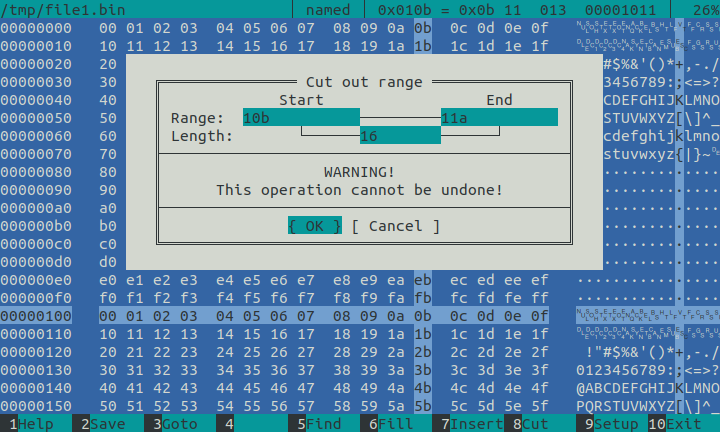 /tmp/file1.bin named 0x010b = 0x0b 11 013 00001011 26%
00000000 00 01 02 03 04 05 06 07 08 09 0a 0b 0c 0d 0e 0f
00000010 10 11 12 13 14 15 16 17 18 19 1a 1b 1c 1d 1e 1f
00000020 20 #$%&'()*+,-./
00000030 30 3456789:;<=>?
00000040 40 CDEFGHIJKLMNO
00000050 50 STUVWXYZ[\]^_
00000060 60 cdefghijklmno
00000070 70 stuvwxyz{|}~
00000080 80 ·············
00000090 90 ·············
000000a0 a0 ·············
000000b0 b0 ·············
000000c0 c0 ·············
000000d0 d0 ·············
Cut out range
Start End
Range: 10b 11a
Length: 16
WARNING!
This operation cannot be undone!
{ OK } [ Cancel ]
000000e0 e0 e1 e2 e3 e4 e5 e6 e7 e8 e9 ea eb ec ed ee ef ················
000000f0 f0 f1 f2 f3 f4 f5 f6 f7 f8 f9 fa fb fc fd fe ff ················
00000100 00 01 02 03 04 05 06 07 08 09 0a 0b 0c 0d 0e 0f
00000110 10 11 12 13 14 15 16 17 18 19 1a 1b 1c 1d 1e 1f
00000120 20 21 22 23 24 25 26 27 28 29 2a 2b 2c 2d 2e 2f !"#$%&'()*+,-./
00000130 30 31 32 33 34 35 36 37 38 39 3a 3b 3c 3d 3e 3f 0123456789:;<=>?
00000140 40 41 42 43 44 45 46 47 48 49 4a 4b 4c 4d 4e 4f @ABCDEFGHIJKLMNO
00000150 50 51 52 53 54 55 56 57 58 59 5a 5b 5c 5d 5e 5f PQRSTUVWXYZ[\]^_
1Help 2Save 3Goto 4 5Find 6Fill 7Insert 8Cut 9Setup 10Exit